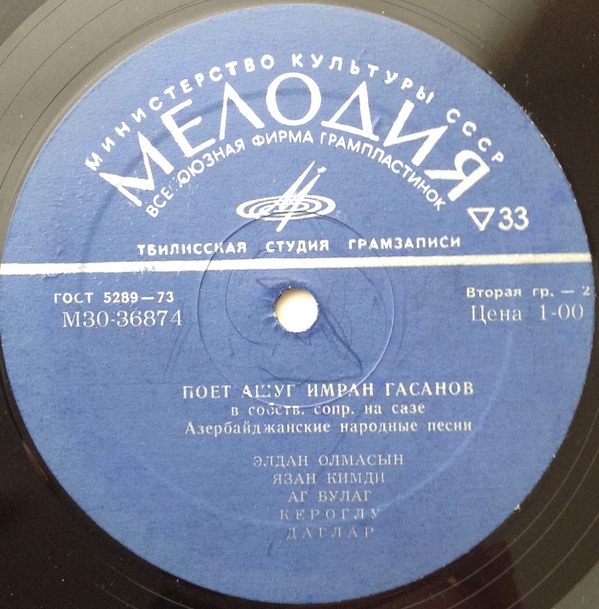 МИНИСТЕРСТВО КУЛЬТУРЫ СССР
МЕЛОДИЯ
ВСЕСОЮЗНАЯ ФИРМА ГРАМПЛАСТИНОК
33
ТБИЛИССКАЯ СТУДИЯ ГРАМЗАПИСИ
ГОСТ 5289—73
М30-36874
Вторая гр. — 2
Цена 1-00
ПОЕТ АШУГ ИМРАН ГАСАНОВ
в собств. сопр. на сазе
Азербайджанские народные песни
ЭЛДАН ОЛМАСЫН
ЯЗАН КИМДИ
АГ БУЛАГ
КЕРОГЛУ
ДАГЛАР